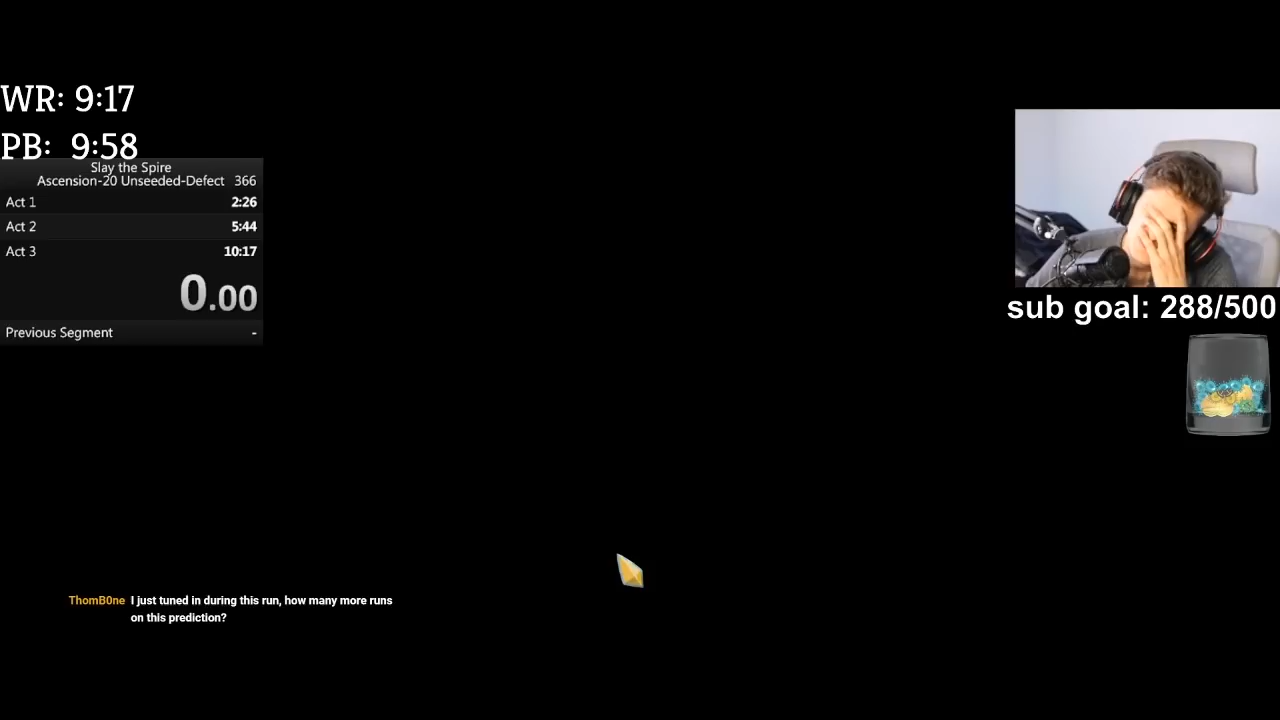 WR: 9:17
PB: 9:58
Slay the Spire
Ascension-20 Unseeded-Defect 366
Act 1 2:26
Act 2 5:44
Act 3 10:17
0.00
Previous Segment -
sub goal: 288/500
ThomB0ne I just tuned in during this run, how many more runs
on this prediction?